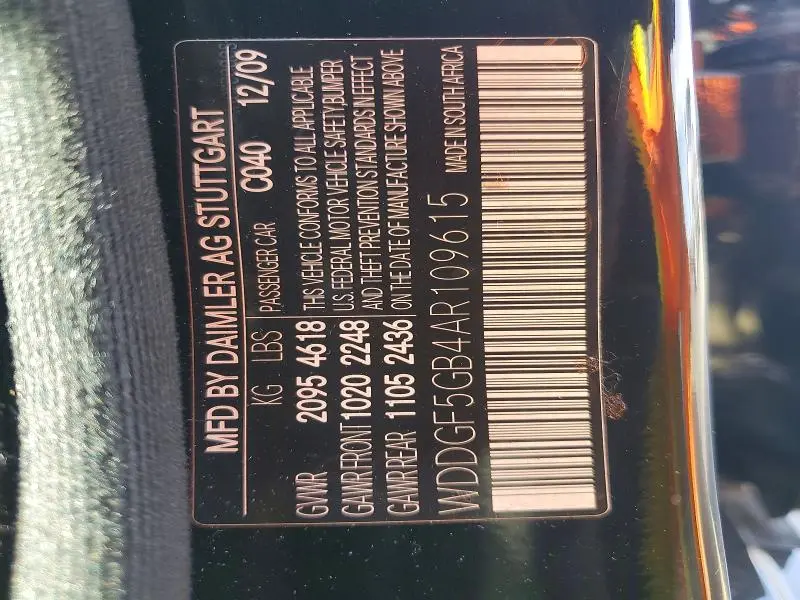 MFD BY DAIMLER AG STUTTGART
KG LBS PASSENGER CAR C040 12/09
GVWR 2095 4618 THIS VEHICLE CONFORMS TO ALL APPLICABLE
U.S. FEDERAL MOTOR VEHICLE SAFETY,BUMPER
GAWR FRONT 1020 2248 AND THEFT PREVENTION STANDARDS IN EFFECT
GAWR REAR 1105 2436 ON THE DATE OF MANUFACTURE SHOWN ABOVE
WDDGF5GB4AR109615 MADE IN SOUTH AFRICA